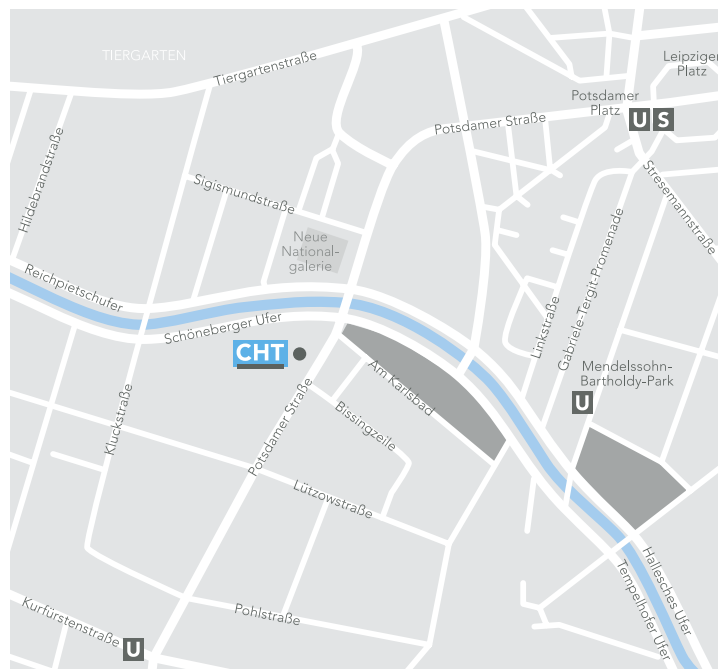 TIERGARTEN
Tiergartenstraße
Leipziger
Platz
Potsdamer
Platz
U S
Potsdamer Straße
Hildebrandstraße
Sigismundstraße
Stresemannstraße
Neue
National-
galerie
Gabriele-Tergit-Promenade
Reichpietschufer
Schöneberger Ufer
Linkstraße
CHT
Am Karlsbad
Mendelssohn-
Bartholdy-Park
U
Kluckstraße
Potsdamer Straße
Bissingzeile
Lützowstraße
Hallesches Ufer
Tempelhofer Ufer
Kurfürstenstraße
U
Pohlstraße